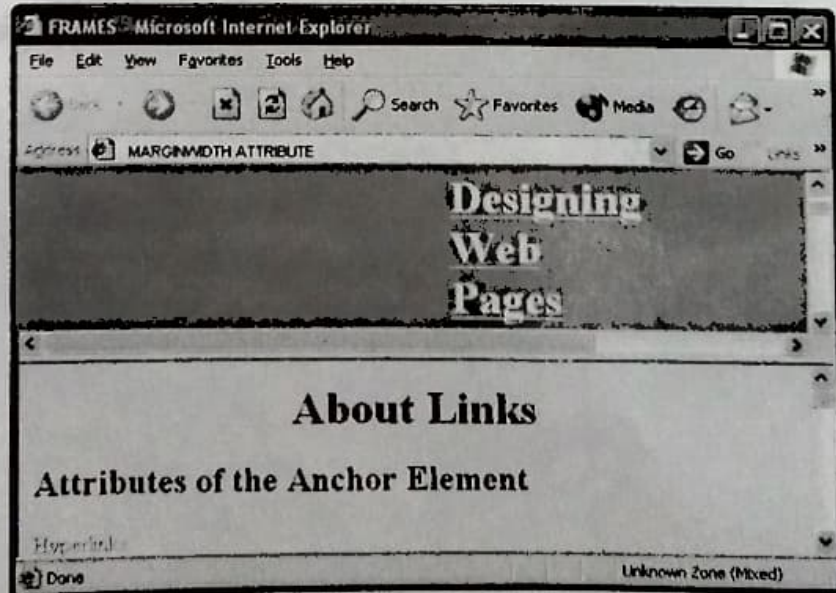 FRAMES - Microsoft Internet Explorer
File Edit View Favorites Tools Help
Search Favorites Media »
Address MARGINWIDTH ATTRIBUTE Go Links »
Designing
Web
Pages
About Links
Attributes of the Anchor Element
Done Unknown Zone (Mixed)